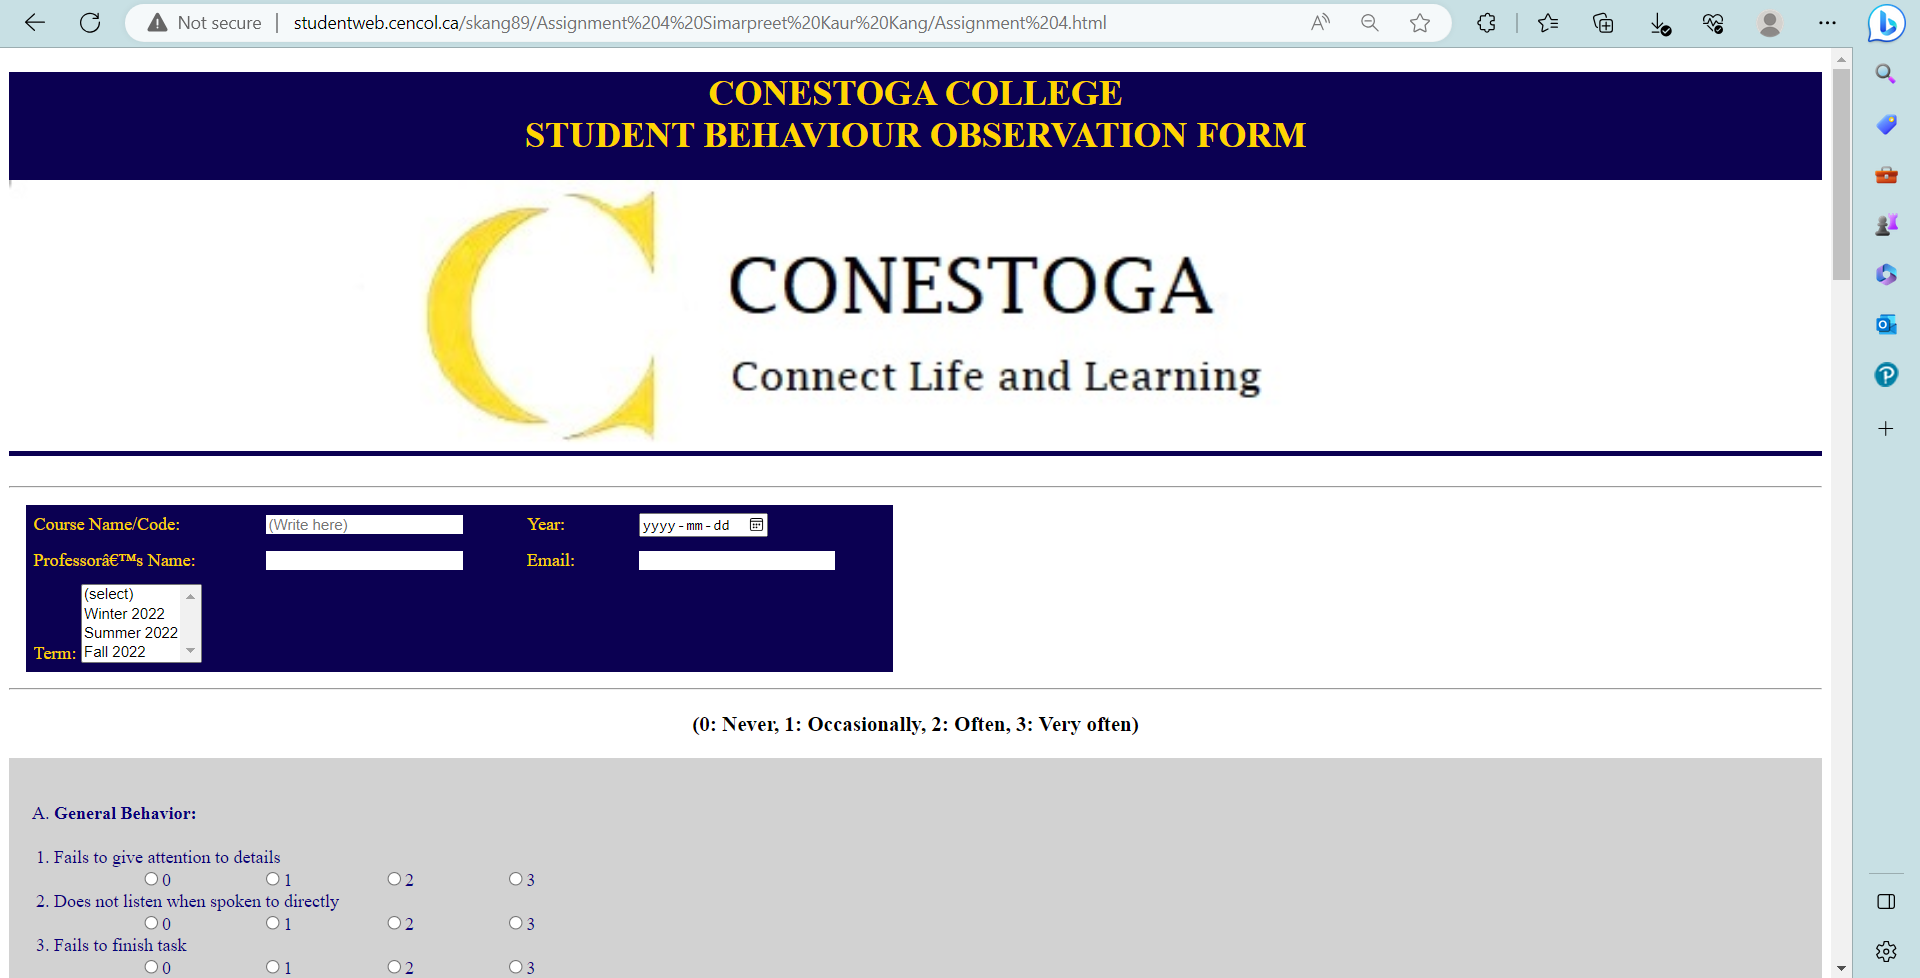 Not secure | studentweb.cencol.ca/skang89/Assignment%204%20Simarpreet%20Kaur%20Kang/Assignment%204.html
CONESTOGA COLLEGE
STUDENT BEHAVIOUR OBSERVATION FORM
CONESTOGA
Connect Life and Learning
Course Name/Code: (Write here) Year: yyyy-mm-dd
Professorâ€™s Name: Email:
(select)
Winter 2022
Summer 2022
Term: Fall 2022
(0: Never, 1: Occasionally, 2: Often, 3: Very often)
A. General Behavior:
1. Fails to give attention to details
0 1 2 3
2. Does not listen when spoken to directly
0 1 2 3
3. Fails to finish task
0 1 2 3